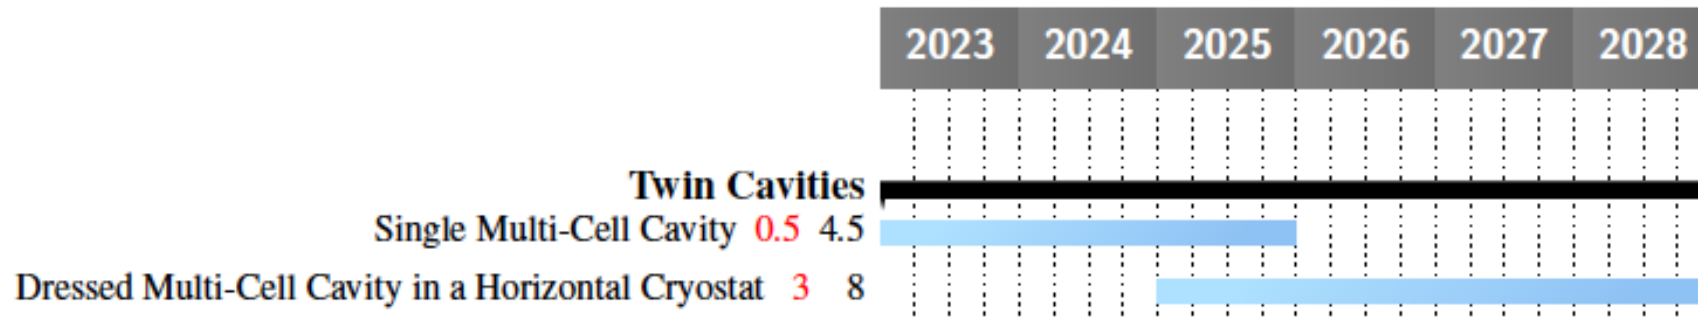 2023 2024 2025 2026 2027 2028
Twin Cavities
Single Multi-Cell Cavity 0.5 4.5
Dressed Multi-Cell Cavity in a Horizontal Cryostat 3 8